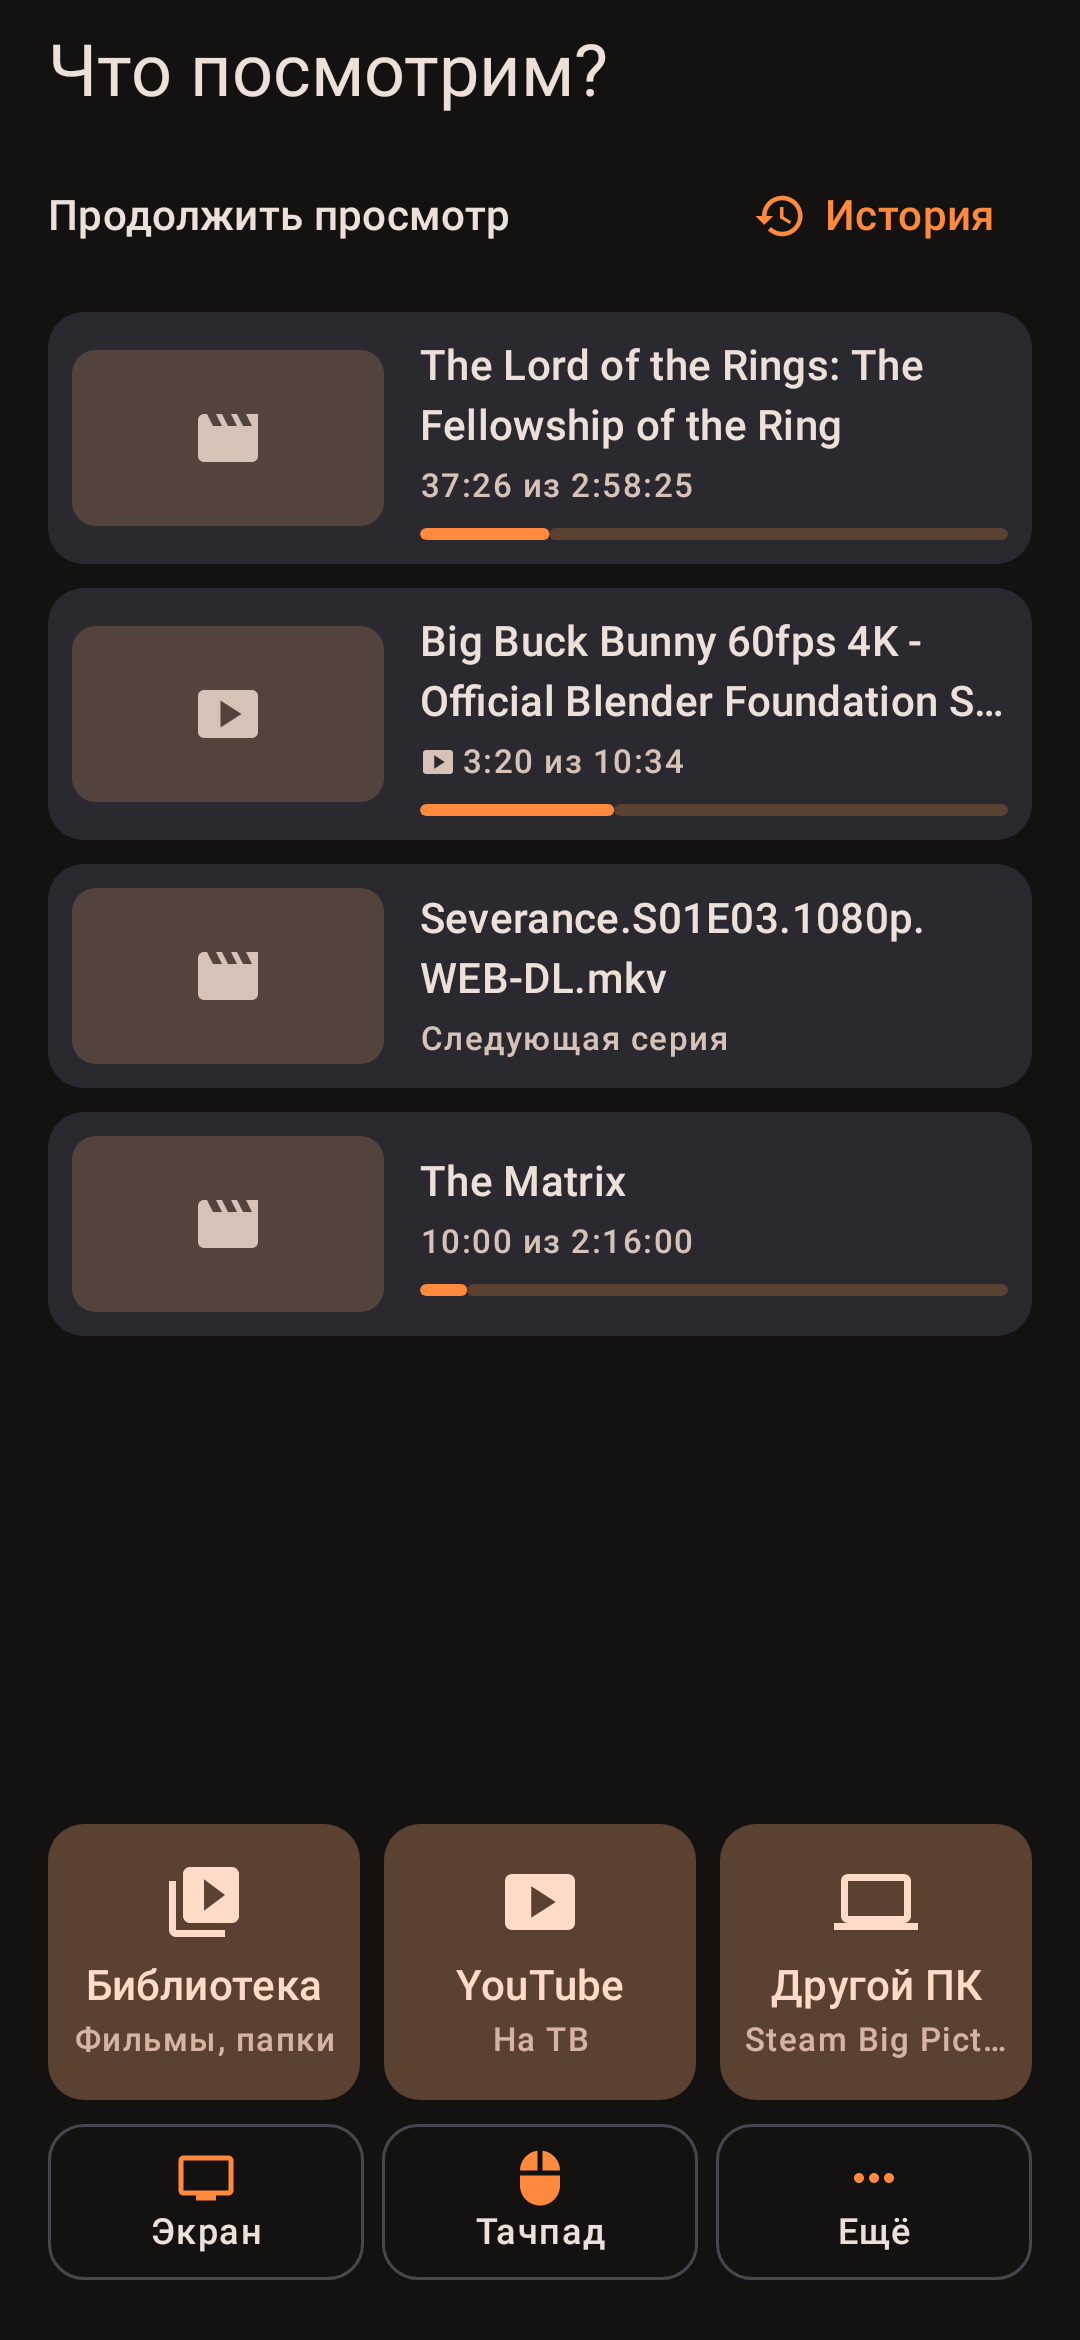 Что посмотрим?
Продолжить просмотр
История
The Lord of the Rings: The
Fellowship of the Ring
37:26 из 2:58:25
Big Buck Bunny 60fps 4K -
Official Blender Foundation S…
3:20 из 10:34
Severance.S01E03.1080p.
WEB-DL.mkv
Следующая серия
The Matrix
10:00 из 2:16:00
Библиотека
Фильмы, папки
YouTube
На ТВ
Другой ПК
Steam Big Pict…
Экран
Тачпад
Ещё